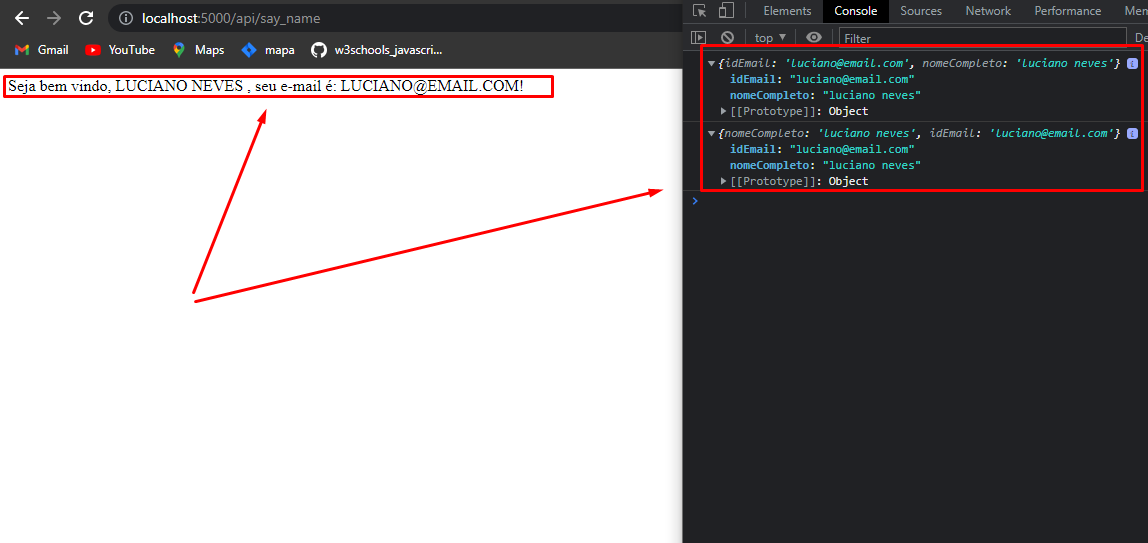 localhost:5000/api/say_name
Gmail YouTube Maps mapa w3schools_javascri...
Seja bem vindo, LUCIANO NEVES , seu e-mail é: LUCIANO@EMAIL.COM!
Elements Console Sources Network Performance Mem
top Filter De
{idEmail: 'luciano@email.com', nomeCompleto: 'luciano neves'} i
idEmail: "luciano@email.com"
nomeCompleto: "luciano neves"
[[Prototype]]: Object
{nomeCompleto: 'luciano neves', idEmail: 'luciano@email.com'} i
idEmail: "luciano@email.com"
nomeCompleto: "luciano neves"
[[Prototype]]: Object